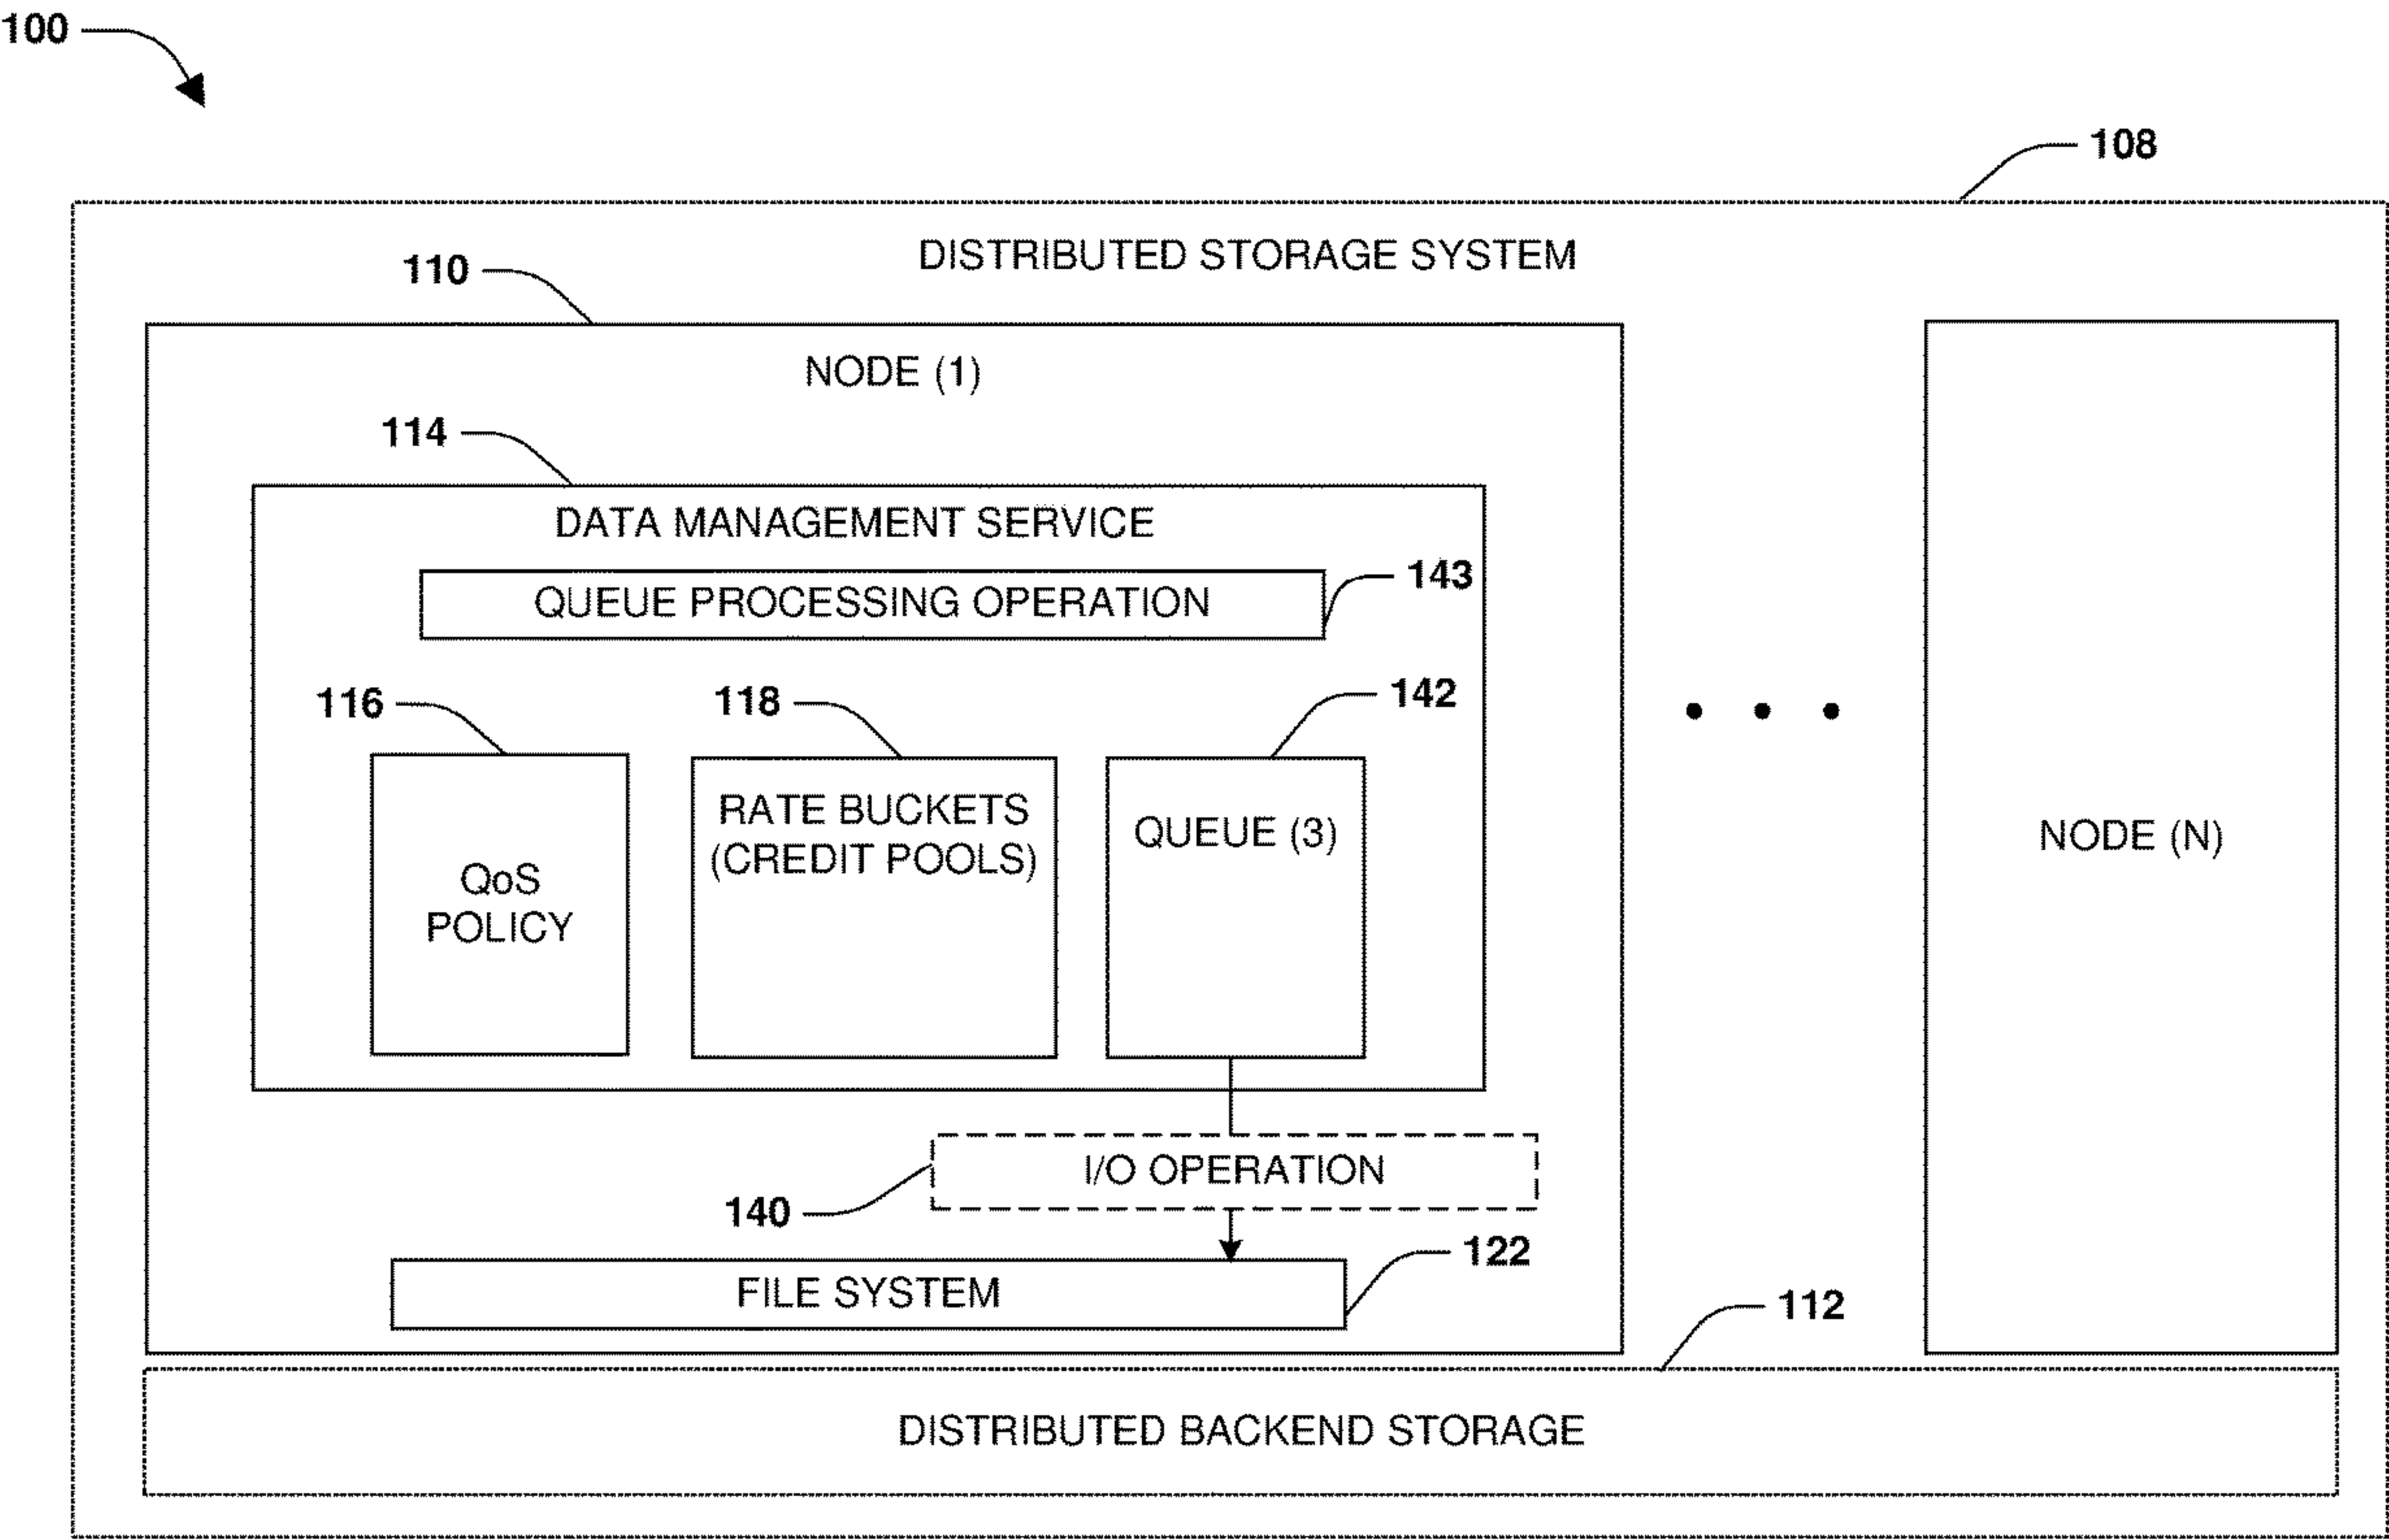 100
108
DISTRIBUTED STORAGE SYSTEM
110
NODE (1)
114
DATA MANAGEMENT SERVICE
143
QUEUE PROCESSING OPERATION
116
118
142
RATE BUCKETS
(CREDIT POOLS)
QUEUE (3)
QoS
POLICY
NODE (N)
I/O OPERATION
140
122
FILE SYSTEM
112
DISTRIBUTED BACKEND STORAGE